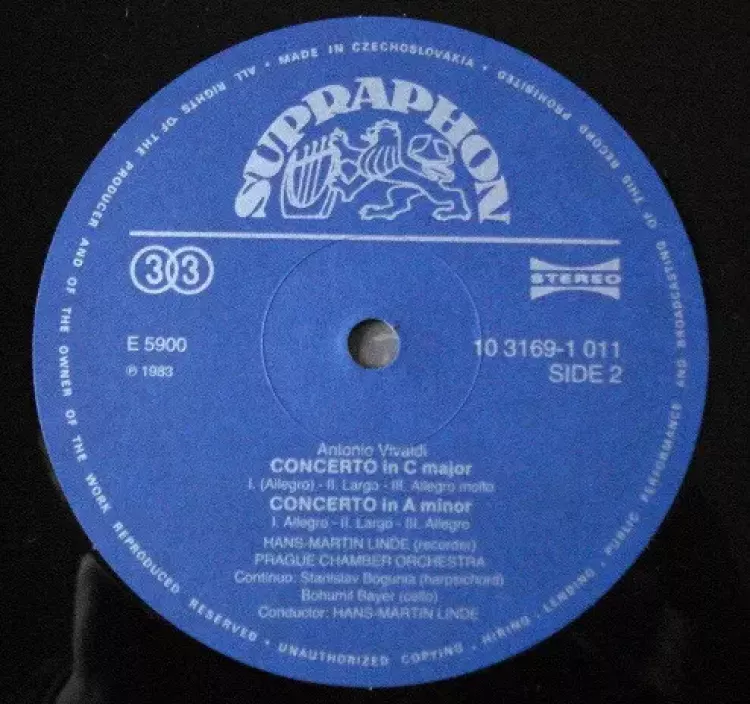 ALL RIGHTS OF THE PRODUCER AND OF THE OWNER OF THE WORK REPRODUCED RESERVED • UNAUTHORIZED COPYING • HIRING • LENDING • PUBLIC PERFORMANCE AND BROADCASTING OF THIS RECORD PROHIBITED • MADE IN CZECHOSLOVAKIA •
SUPRAPHON
33
STEREO
E 5900
10 3169-1 011
℗ 1983
SIDE 2
Antonio Vivaldi
CONCERTO in C major
I. (Allegro) - II. Largo - III. Allegro molto
CONCERTO in A minor
I. Allegro - II. Largo - III. Allegro
HANS-MARTIN LINDE (recorder)
PRAGUE CHAMBER ORCHESTRA
Continuo: Stanislav Bogunia (harpsichord)
Bohumil Bayer (cello)
Conductor: HANS-MARTIN LINDE